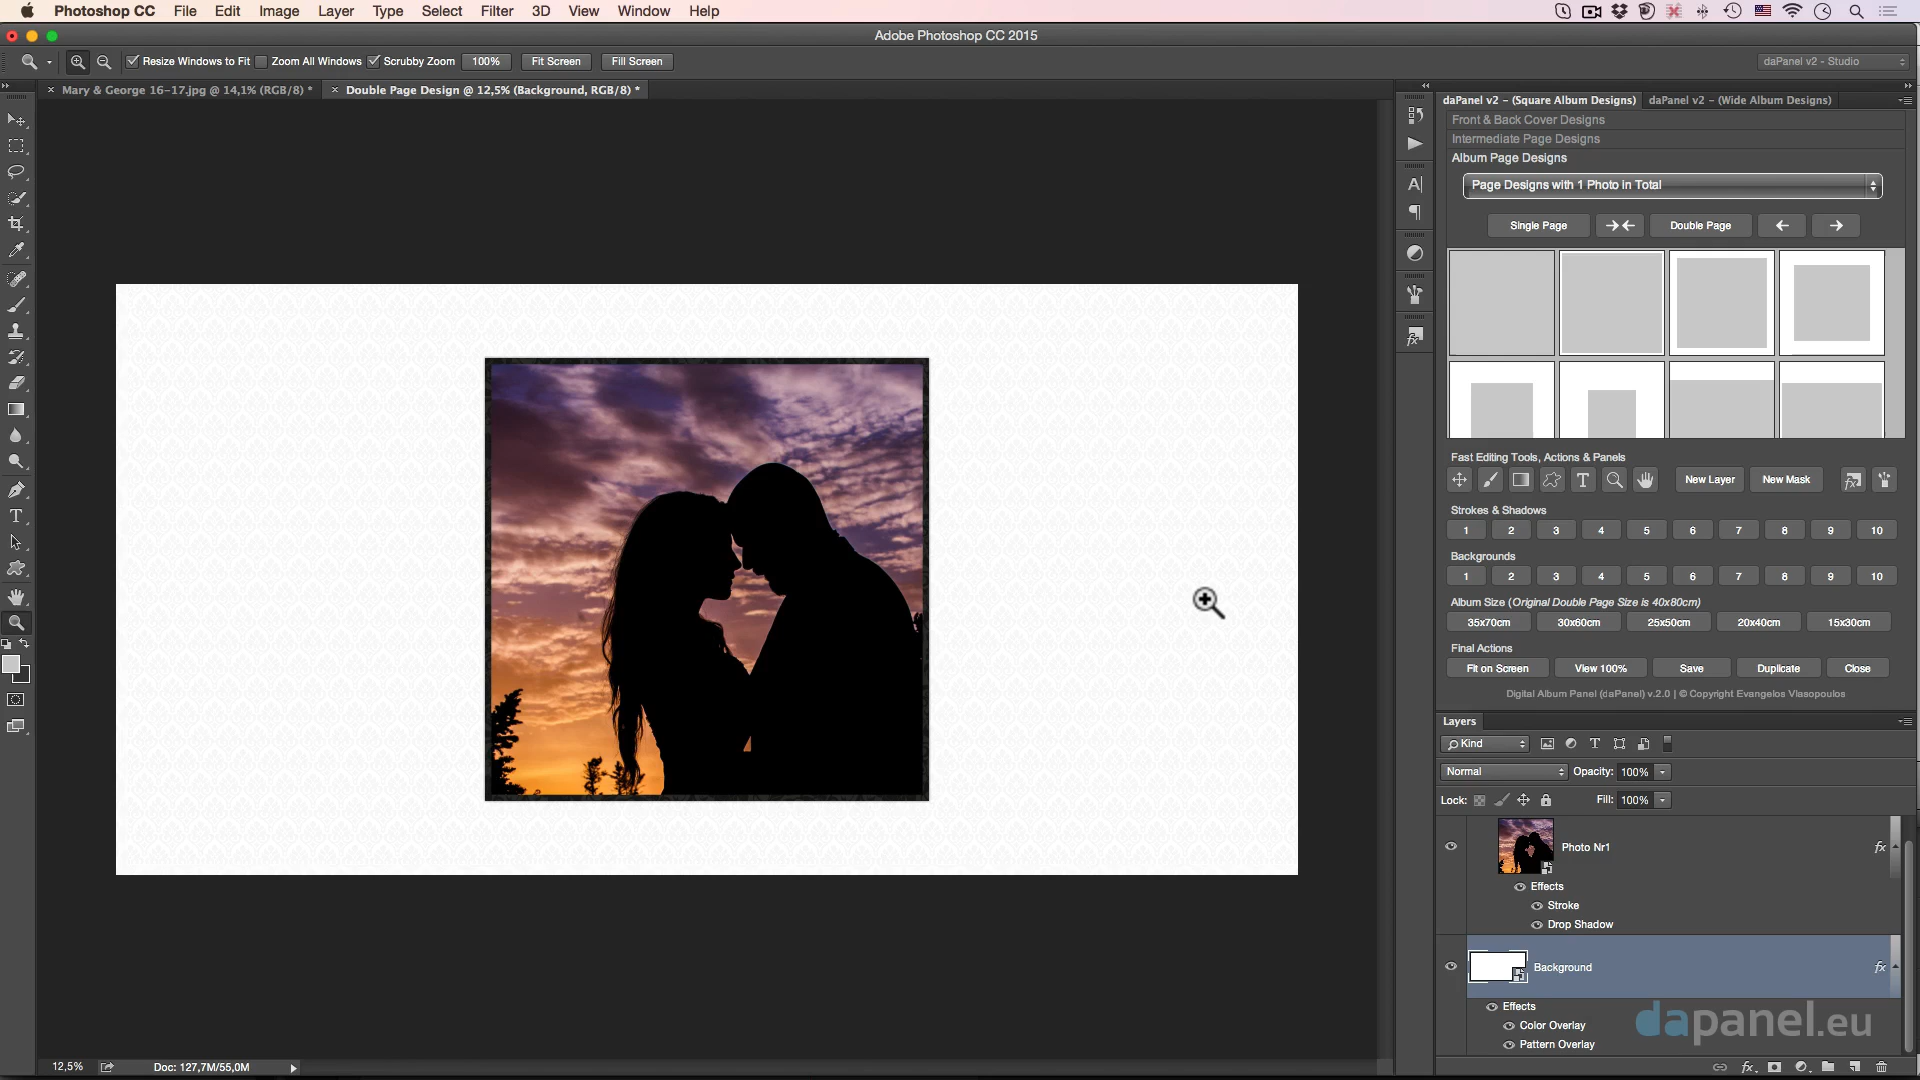 Photoshop CC File Edit Image Layer Type Select Filter 3D View Window Help
Adobe Photoshop CC 2015
Resize Windows to Fit Zoom All Windows Scrubby Zoom 100% Fit Screen Fill Screen daPanel v2 - Studio
Mary & George 16-17.jpg @ 14,1% (RGB/8) * Double Page Design @ 12,5% (Background, RGB/8) *
daPanel v2 – (Square Album Designs) daPanel v2 – (Wide Album Designs)
Front & Back Cover Designs
Intermediate Page Designs
Album Page Designs
Page Designs with 1 Photo in Total
Single Page Double Page
Fast Editing Tools, Actions & Panels
New Layer New Mask
Strokes & Shadows
1 2 3 4 5 6 7 8 9 10
Backgrounds
1 2 3 4 5 6 7 8 9 10
Album Size (Original Double Page Size is 40x80cm)
35x70cm 30x60cm 25x50cm 20x40cm 15x30cm
Final Actions
Fit on Screen View 100% Save Duplicate Close
Digital Album Panel (daPanel) v.2.0 | © Copyright Evangelos Vlasopoulos
Layers
Kind
Normal Opacity: 100%
Lock: Fill: 100%
Photo Nr1 fx
Effects
Stroke
Drop Shadow
Background fx
Effects
Color Overlay
Pattern Overlay
dapanel.eu
12,5% Doc: 127,7M/55,0M